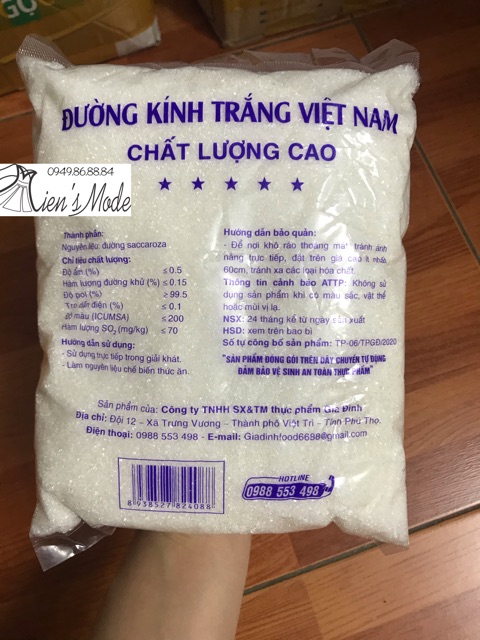 ĐƯỜNG KÍNH TRẮNG VIỆT NAM
CHẤT LƯỢNG CAO
0949.86.88.84
Kien's Mode
Thành phần:
Nguyên liệu: đường saccaroza
Chỉ tiêu chất lượng:
Độ ẩm (%) ≤ 0.5
Hàm lượng đường khử (%) ≤ 0.15
Độ pol (%) ≥ 99.5
Tro dẫn điện (%) ≤ 0.1
Độ màu (ICUMSA) ≤ 200
Hàm lượng SO₂ (mg/kg) ≤ 70
Hướng dẫn sử dụng:
- Sử dụng trực tiếp trong giải khát.
- Làm nguyên liệu chế biến thức ăn.
Hướng dẫn bảo quản:
- Để nơi khô ráo thoáng mát, tránh ánh
nắng trực tiếp, đặt trên giá cao ít nhất
60cm, tránh xa các loại hóa chất.
Thông tin cảnh báo ATTP: Không sử
dụng sản phẩm khi có màu sắc, vật thể
hoặc mùi vị lạ.
NSX: 24 tháng kể từ ngày sản xuất
HSD: xem trên bao bì
Số tự công bố sản phẩm: TP-06/TPGĐ/2020
"SẢN PHẨM ĐÓNG GÓI TRÊN DÂY CHUYỀN TỰ ĐỘNG
ĐẢM BẢO VỆ SINH AN TOÀN THỰC PHẨM"
Sản phẩm của: Công ty TNHH SX&TM thực phẩm Gia Đình
Địa chỉ: Đội 12 - Xã Trưng Vương - Thành phố Việt Trì - Tỉnh Phú Thọ.
Điện thoại: 0988 553 498 - E-mail: Giadinhfood6688@gmail.com
8938527824088
HOTLINE
0988 553 498